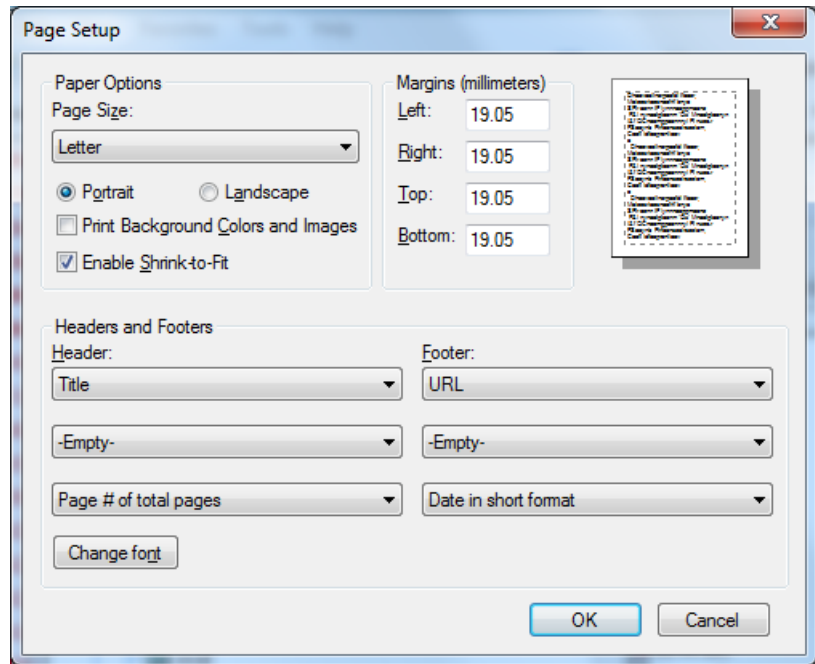 Page Setup
Paper Options
Page Size:
Letter
Portrait
Landscape
Print Background Colors and Images
Enable Shrink-to-Fit
Margins (millimeters)
Left: 19.05
Right: 19.05
Top: 19.05
Bottom: 19.05
Headers and Footers
Header:
Footer:
Title
URL
-Empty-
-Empty-
Page # of total pages
Date in short format
Change font
OK
Cancel